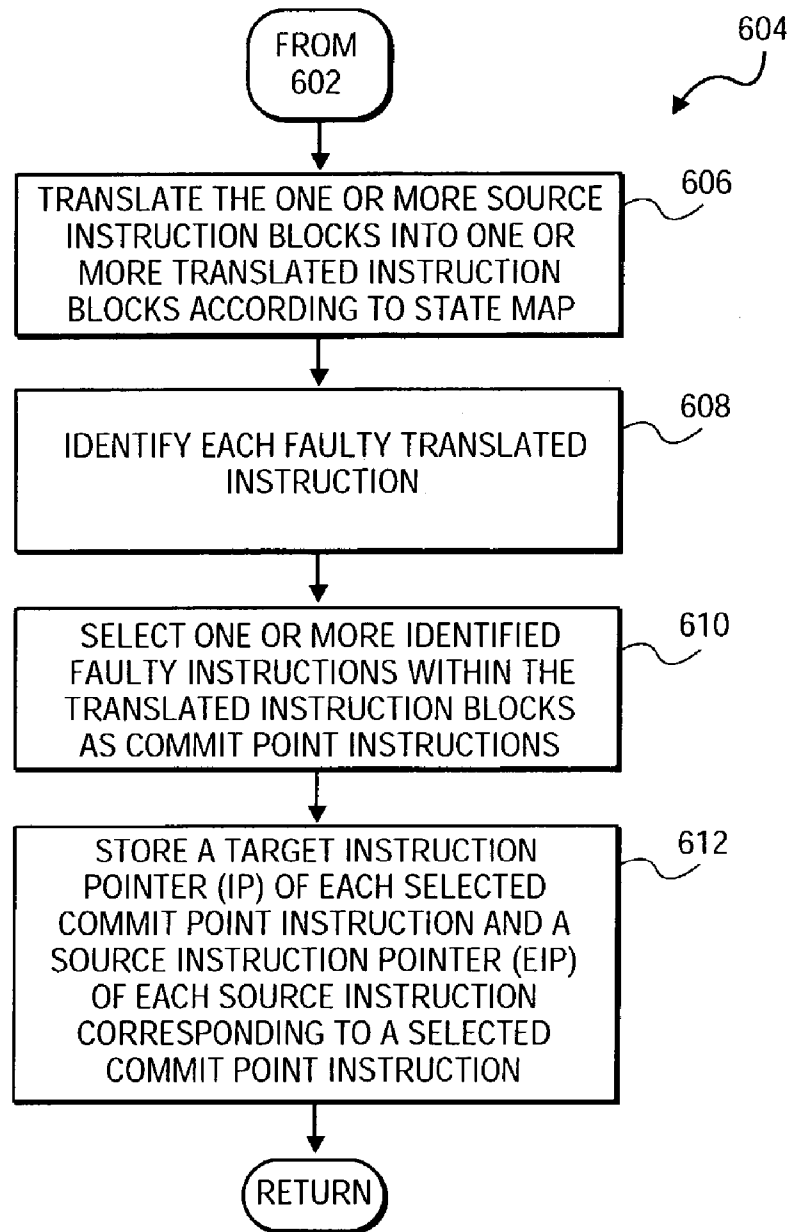 FROM
602
604
TRANSLATE THE ONE OR MORE SOURCE
INSTRUCTION BLOCKS INTO ONE OR
MORE TRANSLATED INSTRUCTION
BLOCKS ACCORDING TO STATE MAP
606
IDENTIFY EACH FAULTY TRANSLATED
INSTRUCTION
608
SELECT ONE OR MORE IDENTIFIED
FAULTY INSTRUCTIONS WITHIN THE
TRANSLATED INSTRUCTION BLOCKS
AS COMMIT POINT INSTRUCTIONS
610
STORE A TARGET INSTRUCTION
POINTER (IP) OF EACH SELECTED
COMMIT POINT INSTRUCTION AND A
SOURCE INSTRUCTION POINTER (EIP)
OF EACH SOURCE INSTRUCTION
CORRESPONDING TO A SELECTED
COMMIT POINT INSTRUCTION
612
RETURN